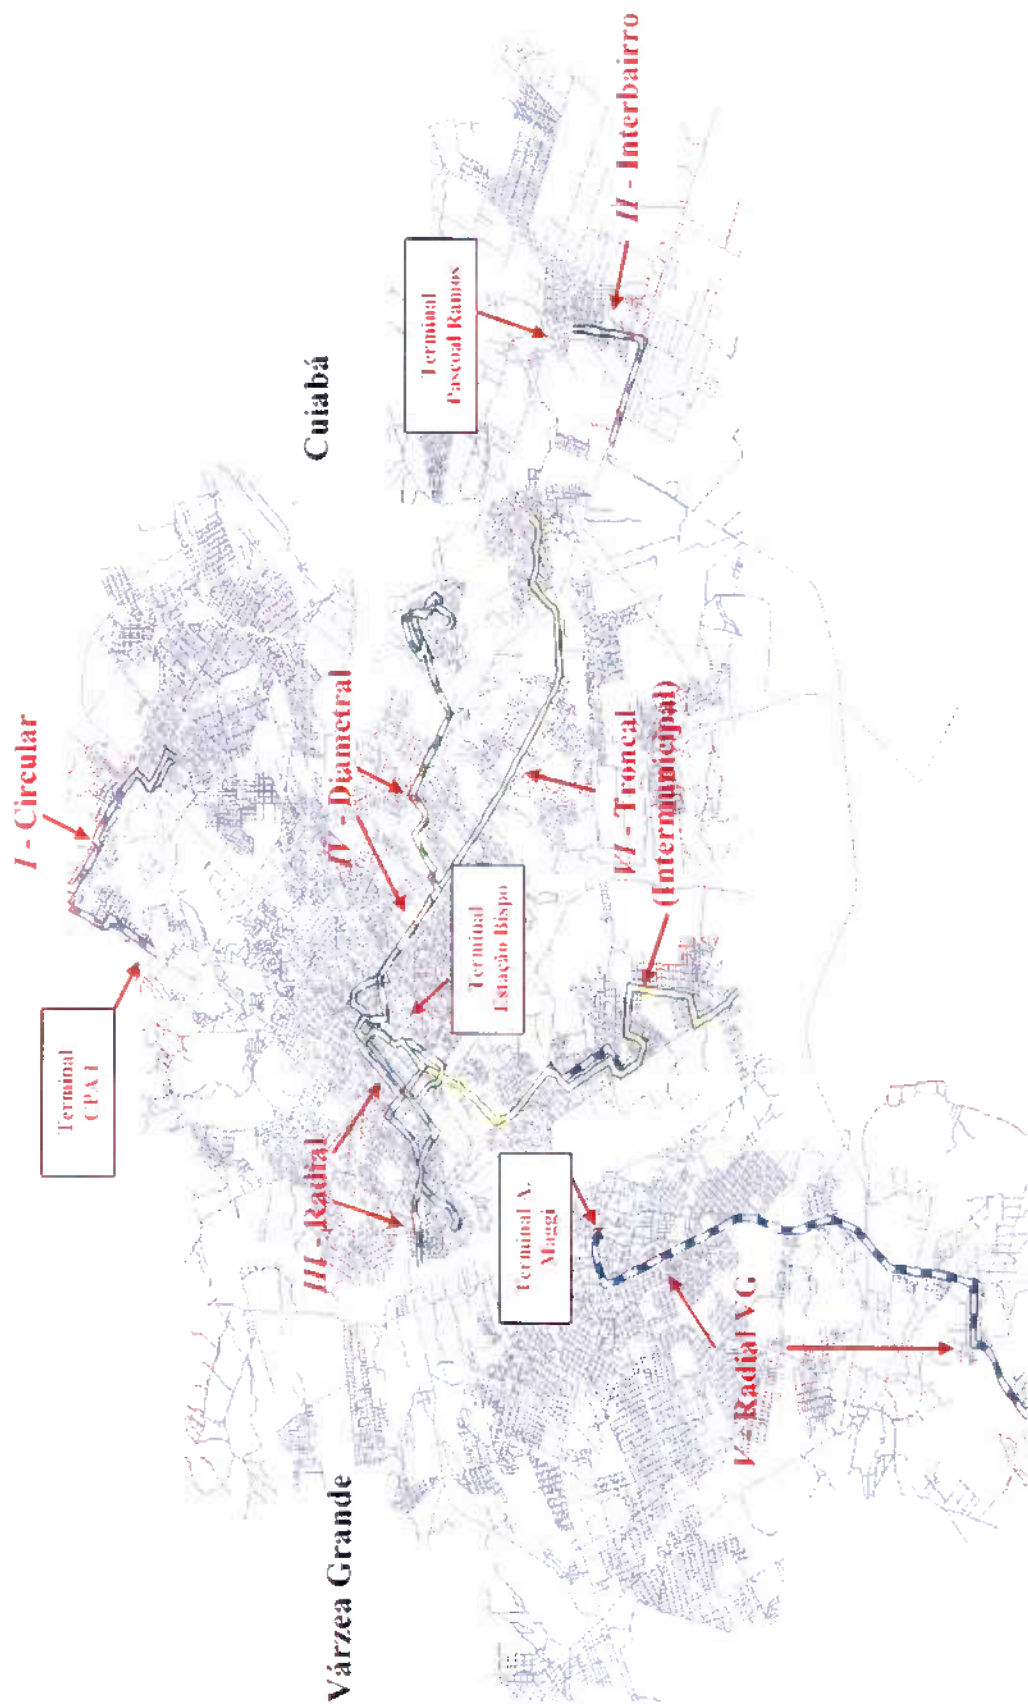 I - Circular
Terminal
CPA I
Cuiabá
Várzea Grande
Terminal
Pascoal Ramos
II - Interbairro
IV - Diametral
III - Radial
Terminal
Estação Bispo
Terminal A.
Maggi
VI - Troncal
(Intermunicipal)
V - Radial VG